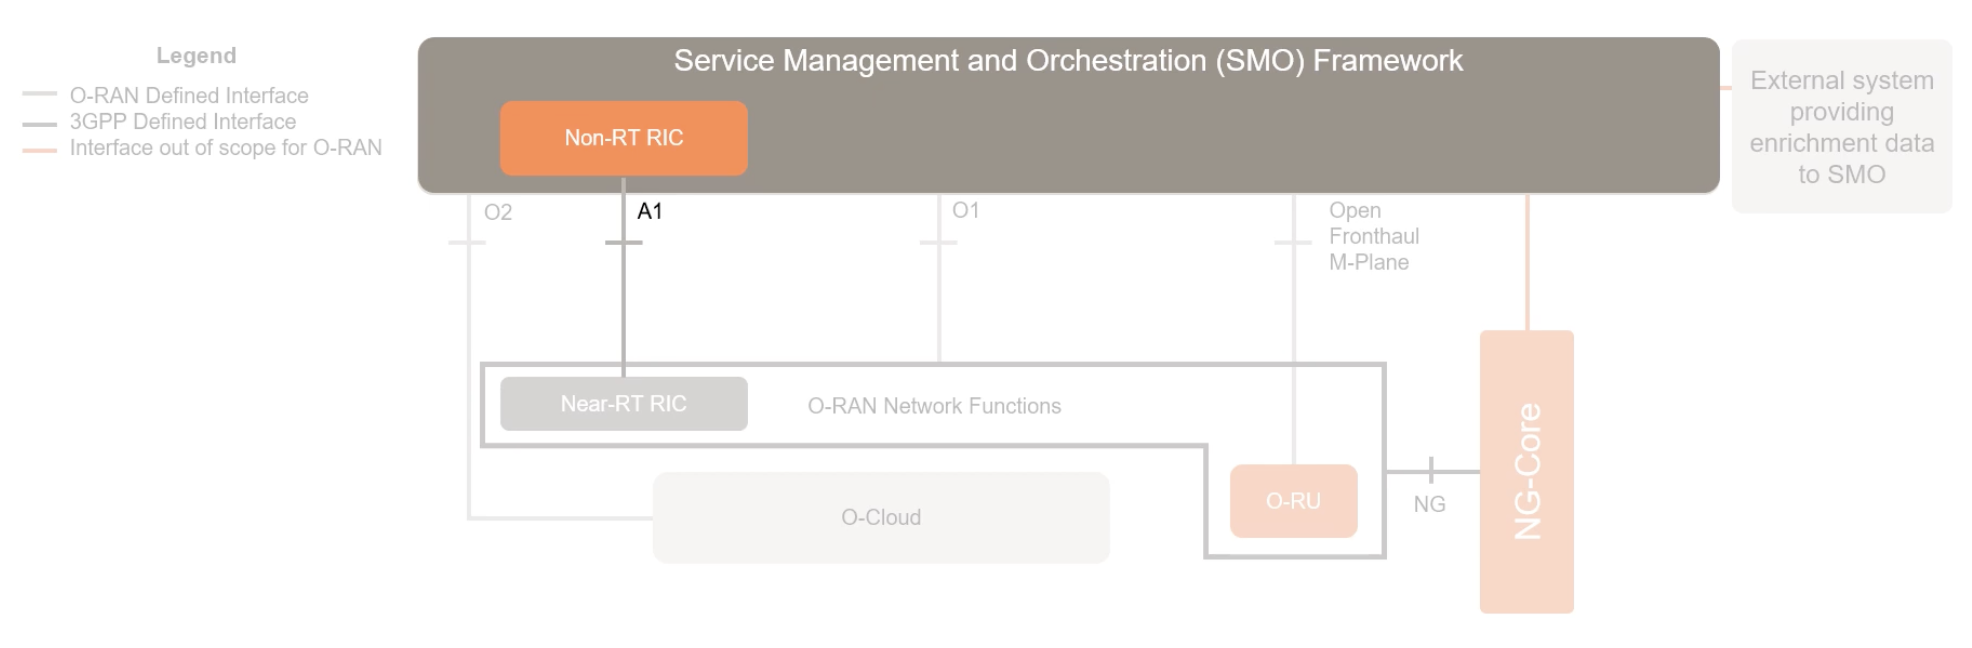 Legend
O-RAN Defined Interface
3GPP Defined Interface
Interface out of scope for O-RAN
Service Management and Orchestration (SMO) Framework
Non-RT RIC
External system
providing
enrichment data
to SMO
O2
A1
O1
Open
Fronthaul
M-Plane
Near-RT RIC
O-RAN Network Functions
O-RU
O-Cloud
NG
NG-Core